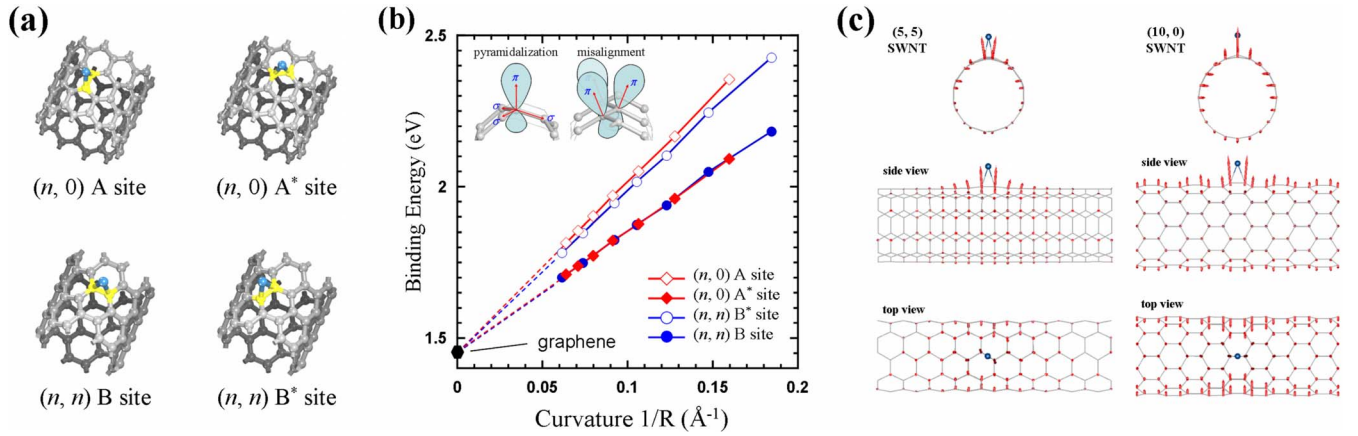 (a)
(n, 0) A site
(n, 0) A* site
(n, n) B site
(n, n) B* site
(b)
Binding Energy (eV)
2.5
2
1.5
pyramidalization
misalignment
π
σ
σ
σ
π
π
(n, 0) A site
(n, 0) A* site
(n, n) B* site
(n, n) B site
graphene
0
0.05
0.1
0.15
0.2
Curvature 1/R (Å-1)
(c)
(5, 5)
SWNT
(10, 0)
SWNT
side view
side view
top view
top view